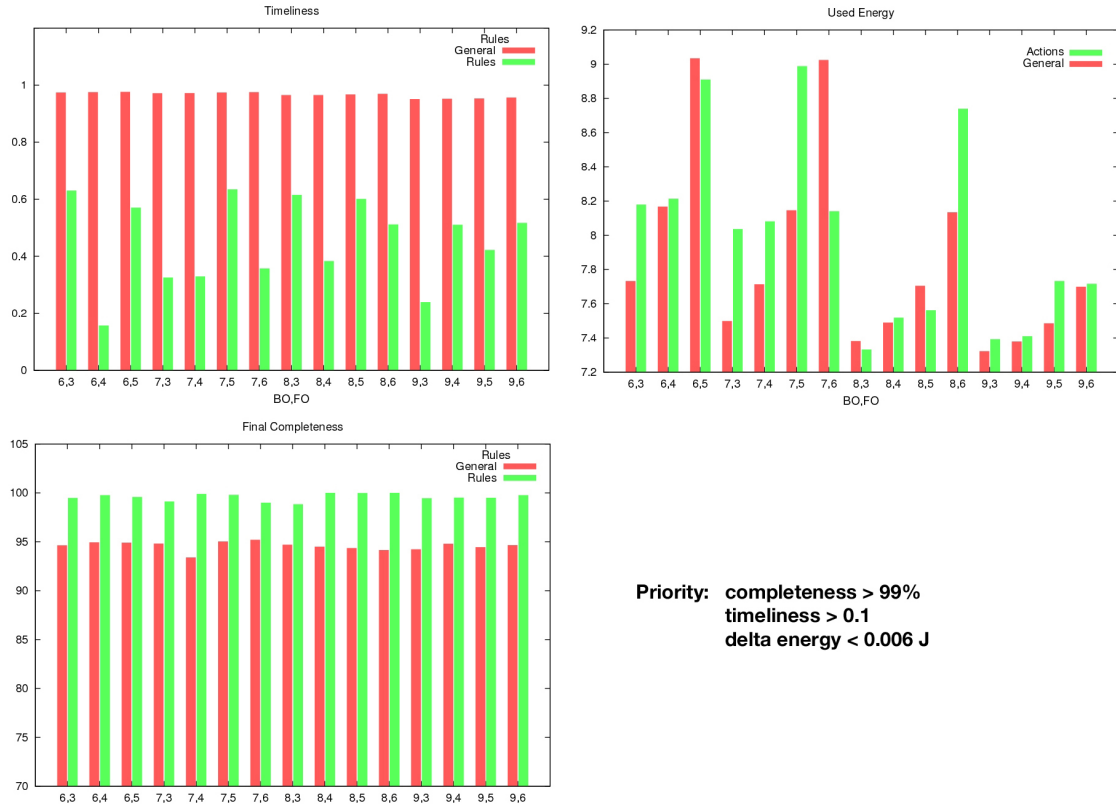 Timeliness
Rules
General
Rules
1
0.8
0.6
0.4
0.2
0
6,3 6,4 6,5 7,3 7,4 7,5 7,6 8,3 8,4 8,5 8,6 9,3 9,4 9,5 9,6
BO,FO
Used Energy
Actions
General
9.2
9
8.8
8.6
8.4
8.2
8
7.8
7.6
7.4
7.2
6,3 6,4 6,5 7,3 7,4 7,5 7,6 8,3 8,4 8,5 8,6 9,3 9,4 9,5 9,6
BO,FO
Final Completeness
Rules
General
Rules
105
100
95
90
85
80
75
70
6,3 6,4 6,5 7,3 7,4 7,5 7,6 8,3 8,4 8,5 8,6 9,3 9,4 9,5 9,6
Priority: completeness > 99%
timeliness > 0.1
delta energy < 0.006 J